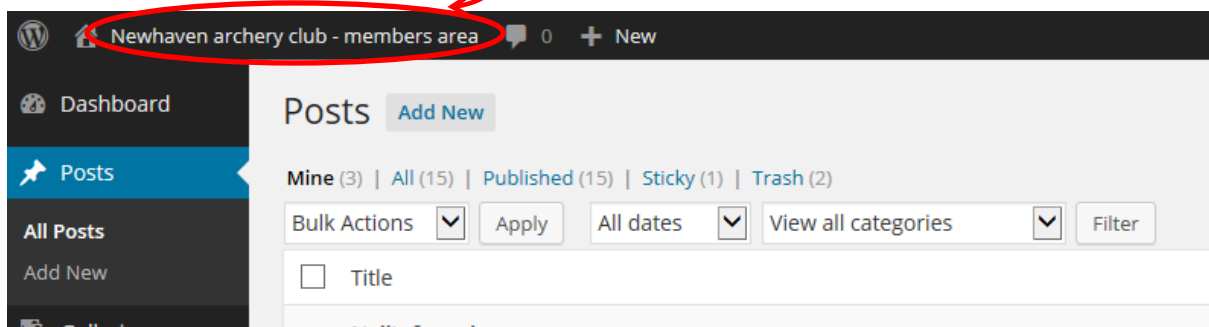 Newhaven archery club - members area 0 + New
Dashboard
Posts
All Posts
Add New
Posts Add New
Mine (3) | All (15) | Published (15) | Sticky (1) | Trash (2)
Bulk Actions Apply All dates View all categories Filter
Title